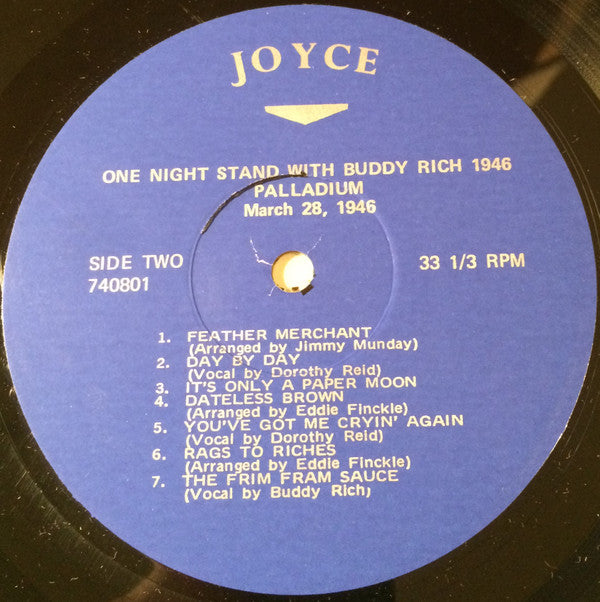 JOYCE
ONE NIGHT STAND WITH BUDDY RICH 1946
PALLADIUM
March 28, 1946
SIDE TWO
740801
33 1/3 RPM
1. FEATHER MERCHANT
(Arranged by Jimmy Munday)
2. DAY BY DAY
(Vocal by Dorothy Reid)
3. IT'S ONLY A PAPER MOON
4. DATELESS BROWN
(Arranged by Eddie Finckle)
5. YOU'VE GOT ME CRYIN' AGAIN
(Vocal by Dorothy Reid)
6. RAGS TO RICHES
(Arranged by Eddie Finckle)
7. THE FRIM FRAM SAUCE
(Vocal by Buddy Rich)